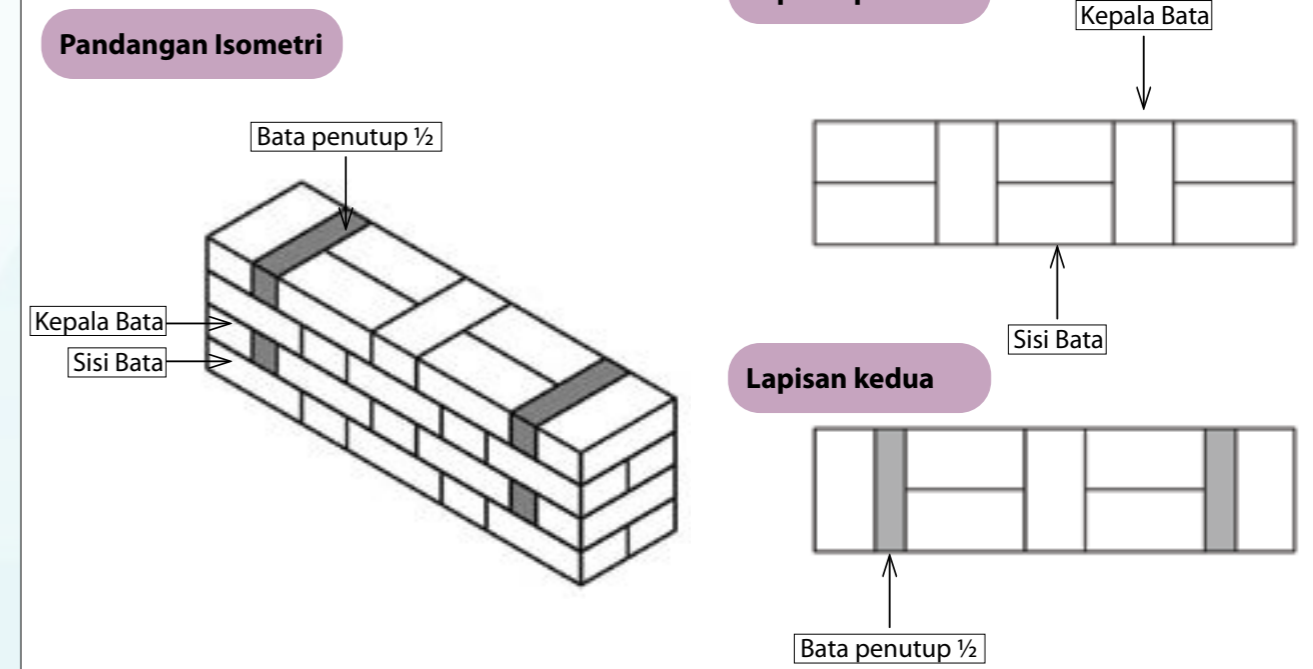 Pandangan Isometri
Bata penutup ½
Kepala Bata
Sisi Bata
Kepala Bata
Sisi Bata
Lapisan kedua
Bata penutup ½